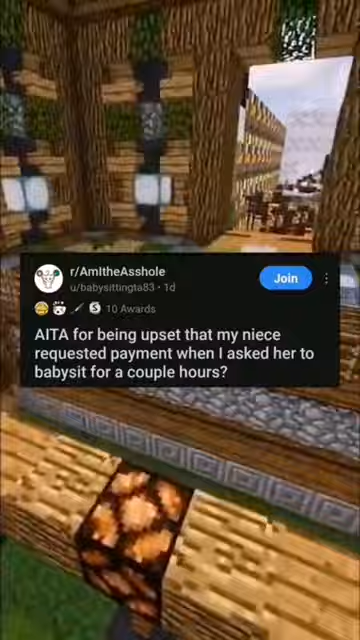 r/AmItheAsshole
u/babysittingta83 • 1d
Join
10 Awards
AITA for being upset that my niece
requested payment when I asked her to
babysit for a couple hours?